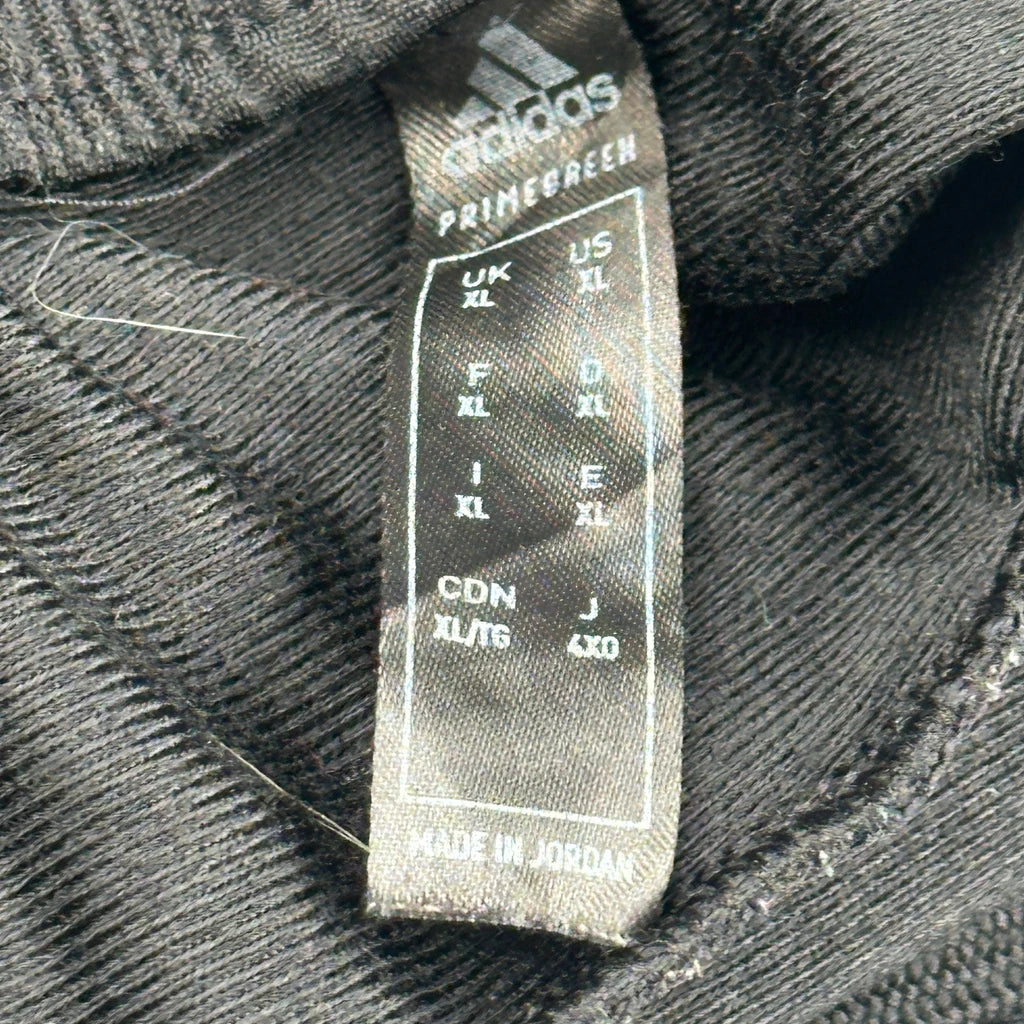 adidas
PRIMEGREEN
UK US
XL XL
F D
XL XL
I E
XL XL
CDN J
XL/TG 4XO
MADE IN JORDAN